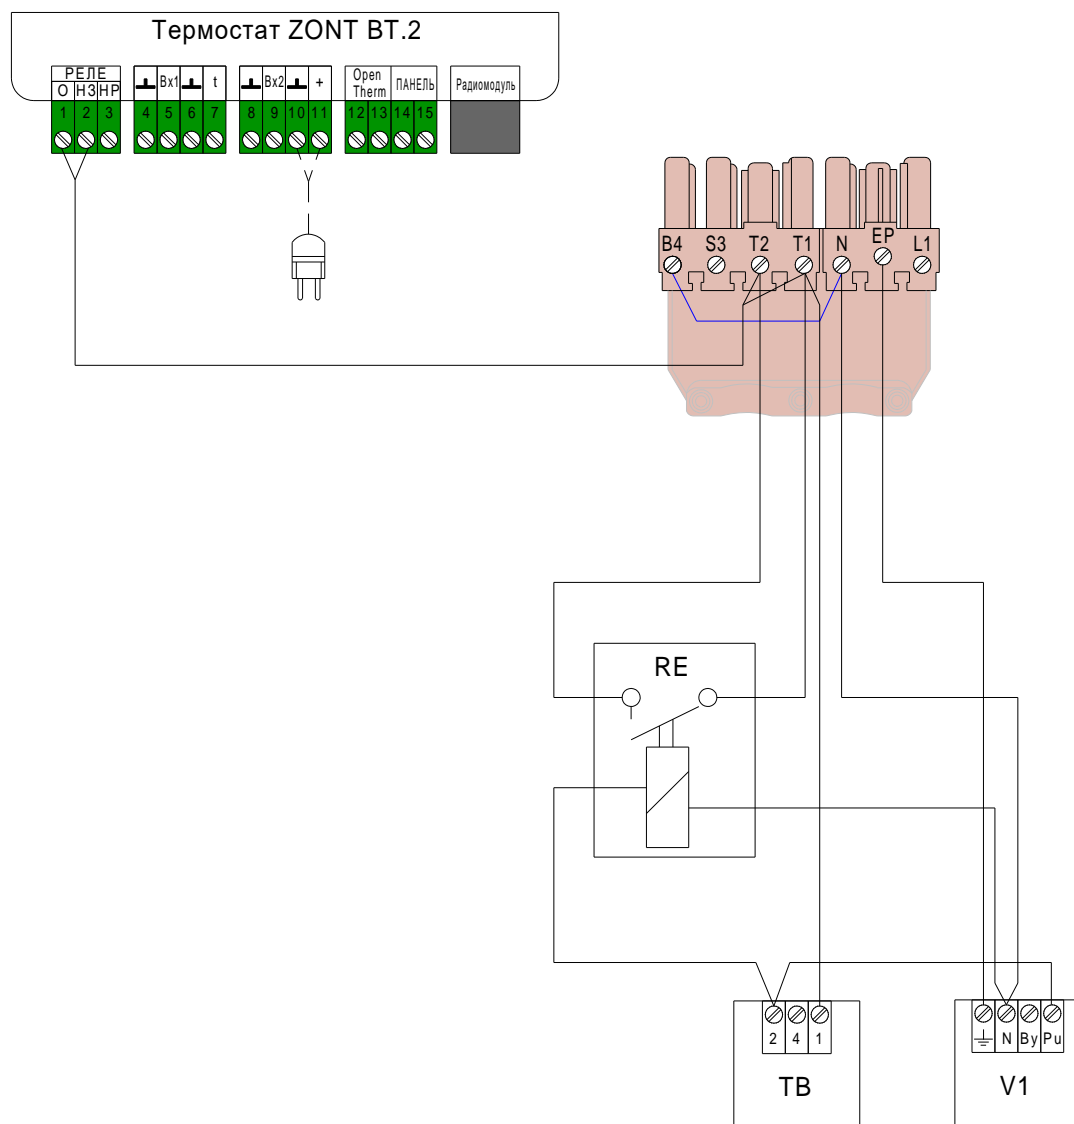 Термостат ZONT BT.2
РЕЛЕ
О НЗ НР Вх1 t Вх2 + Open Therm ПАНЕЛЬ Радиомодуль
1 2 3 4 5 6 7 8 9 10 11 12 13 14 15
B4 S3 T2 T1 N EP L1
RE
2 4 1 N By Pu
TB V1